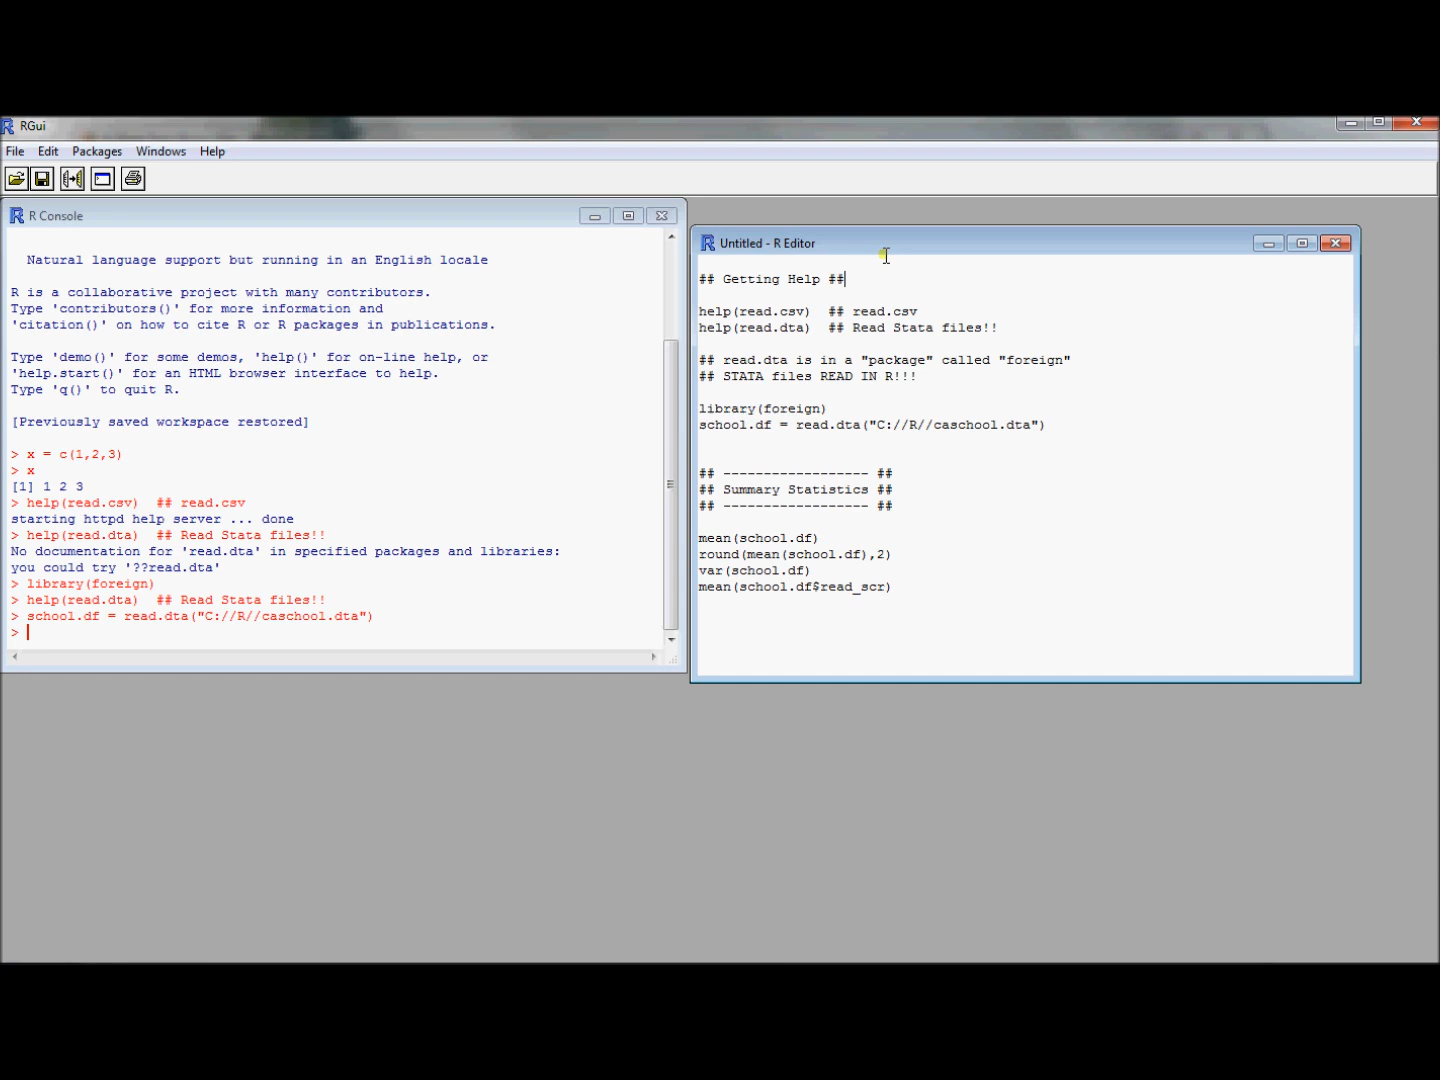 RGui
File Edit Packages Windows Help
R Console
Natural language support but running in an English locale
R is a collaborative project with many contributors.
Type 'contributors()' for more information and
'citation()' on how to cite R or R packages in publications.
Type 'demo()' for some demos, 'help()' for on-line help, or
'help.start()' for an HTML browser interface to help.
Type 'q()' to quit R.
[Previously saved workspace restored]
> x = c(1,2,3)
> x
[1] 1 2 3
> help(read.csv)  ## read.csv
starting httpd help server ... done
> help(read.dta)  ## Read Stata files!!
No documentation for 'read.dta' in specified packages and libraries:
you could try '??read.dta'
> library(foreign)
> help(read.dta)  ## Read Stata files!!
> school.df = read.dta("C://R//caschool.dta")
>
Untitled - R Editor
## Getting Help ##
help(read.csv)  ## read.csv
help(read.dta)  ## Read Stata files!!
## read.dta is in a "package" called "foreign"
## STATA files READ IN R!!!
library(foreign)
school.df = read.dta("C://R//caschool.dta")
## ------------------ ##
## Summary Statistics ##
## ------------------ ##
mean(school.df)
round(mean(school.df),2)
var(school.df)
mean(school.df$read_scr)